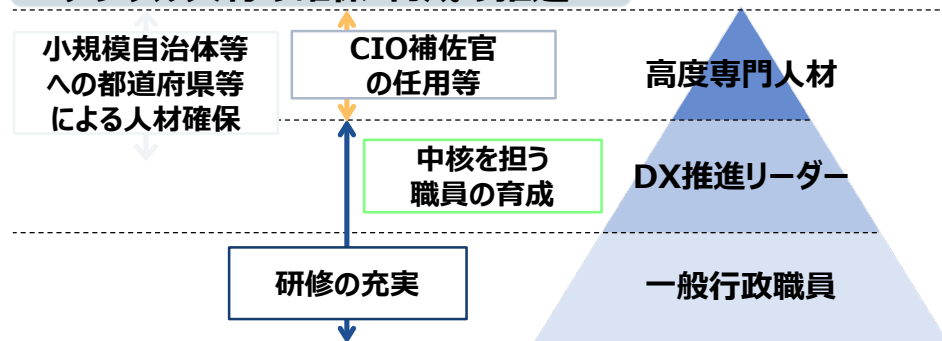 小規模自治体等
への都道府県等
による人材確保
CIO補佐官
の任用等
高度専門人材
中核を担う
職員の育成
DX推進リーダー
研修の充実
一般行政職員